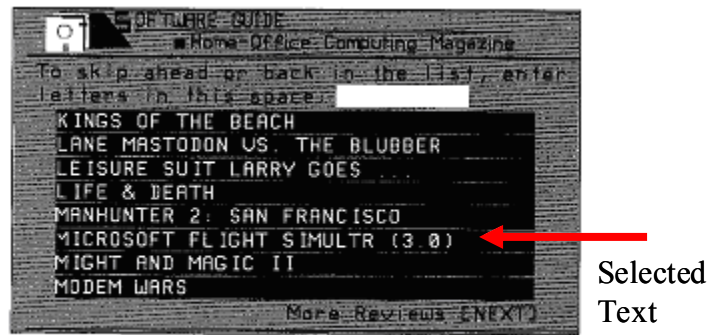 SOFTWARE GUIDE
Home-Office Computing Magazine
To skip ahead or back in the list, enter
letters in this space:
KINGS OF THE BEACH
LANE MASTODON VS. THE BLUBBER
LEISURE SUIT LARRY GOES ...
LIFE & DEATH
MANHUNTER 2: SAN FRANCISCO
MICROSOFT FLIGHT SIMULTR (3.0)
MIGHT AND MAGIC II
MODEM WARS
More Reviews [NEXT]
Selected
Text